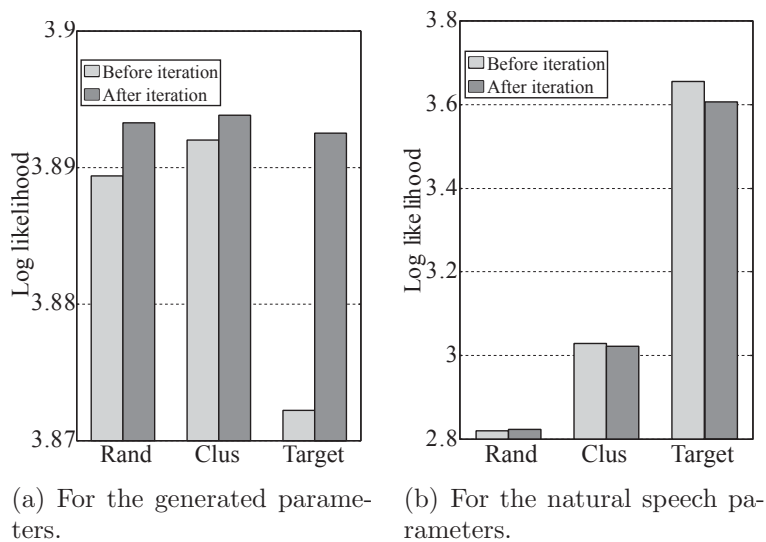 3.9
Before iteration
After iteration
3.89
Log likelihood
3.88
3.87
Rand Clus Target
(a) For the generated parame-
ters.
3.8
Before iteration
After iteration
3.6
3.4
Log likelihood
3.2
3
2.8
Rand Clus Target
(b) For the natural speech pa-
rameters.